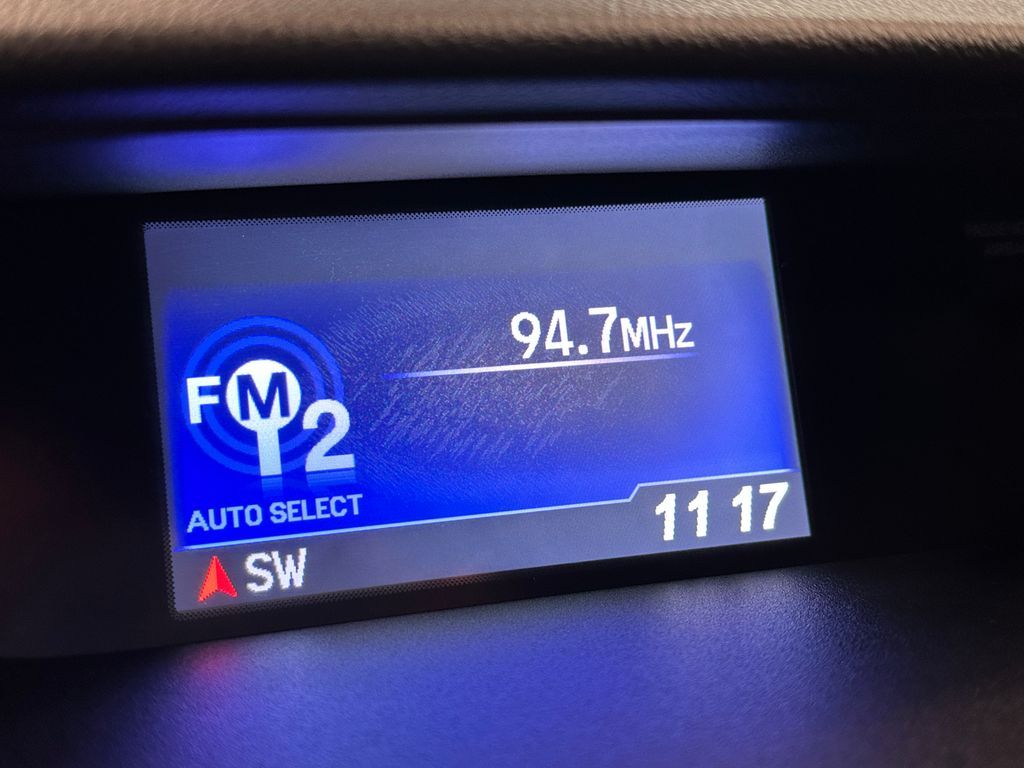 94.7MHz
FM2
AUTO SELECT
11 17
SW